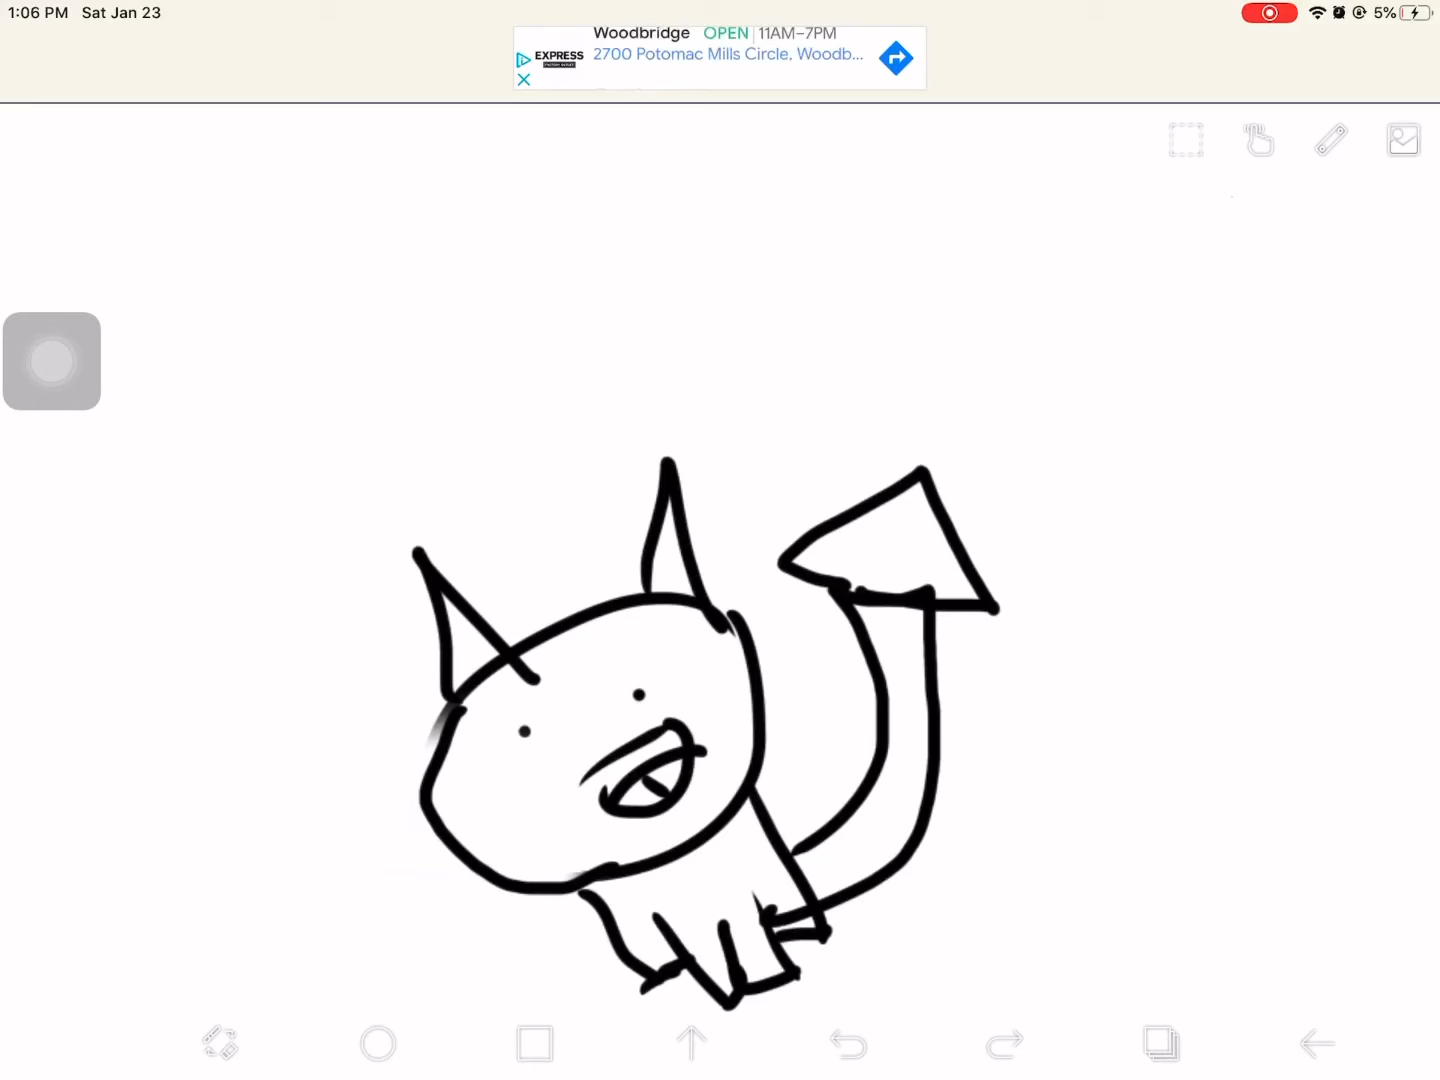 1:06 PM Sat Jan 23
5%
Woodbridge OPEN 11AM–7PM
EXPRESS
2700 Potomac Mills Circle, Woodb...